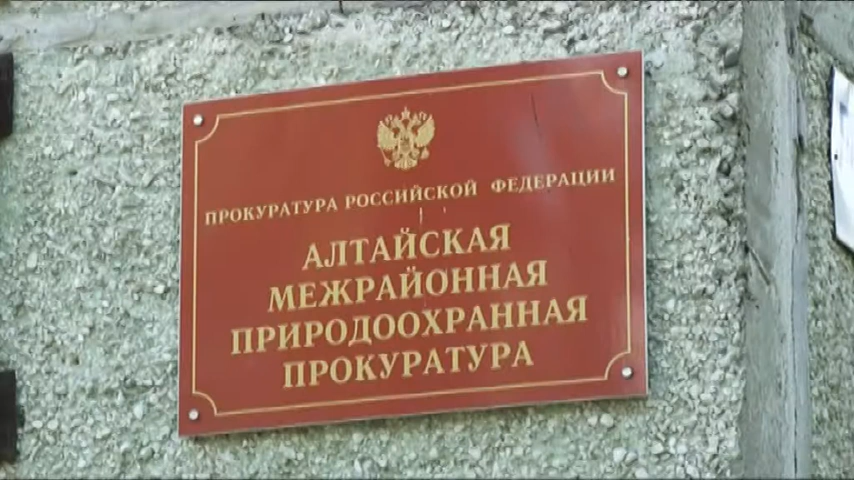 ПРОКУРАТУРА РОССИЙСКОЙ ФЕДЕРАЦИИ
АЛТАЙСКАЯ
МЕЖРАЙОННАЯ
ПРИРОДООХРАННАЯ
ПРОКУРАТУРА